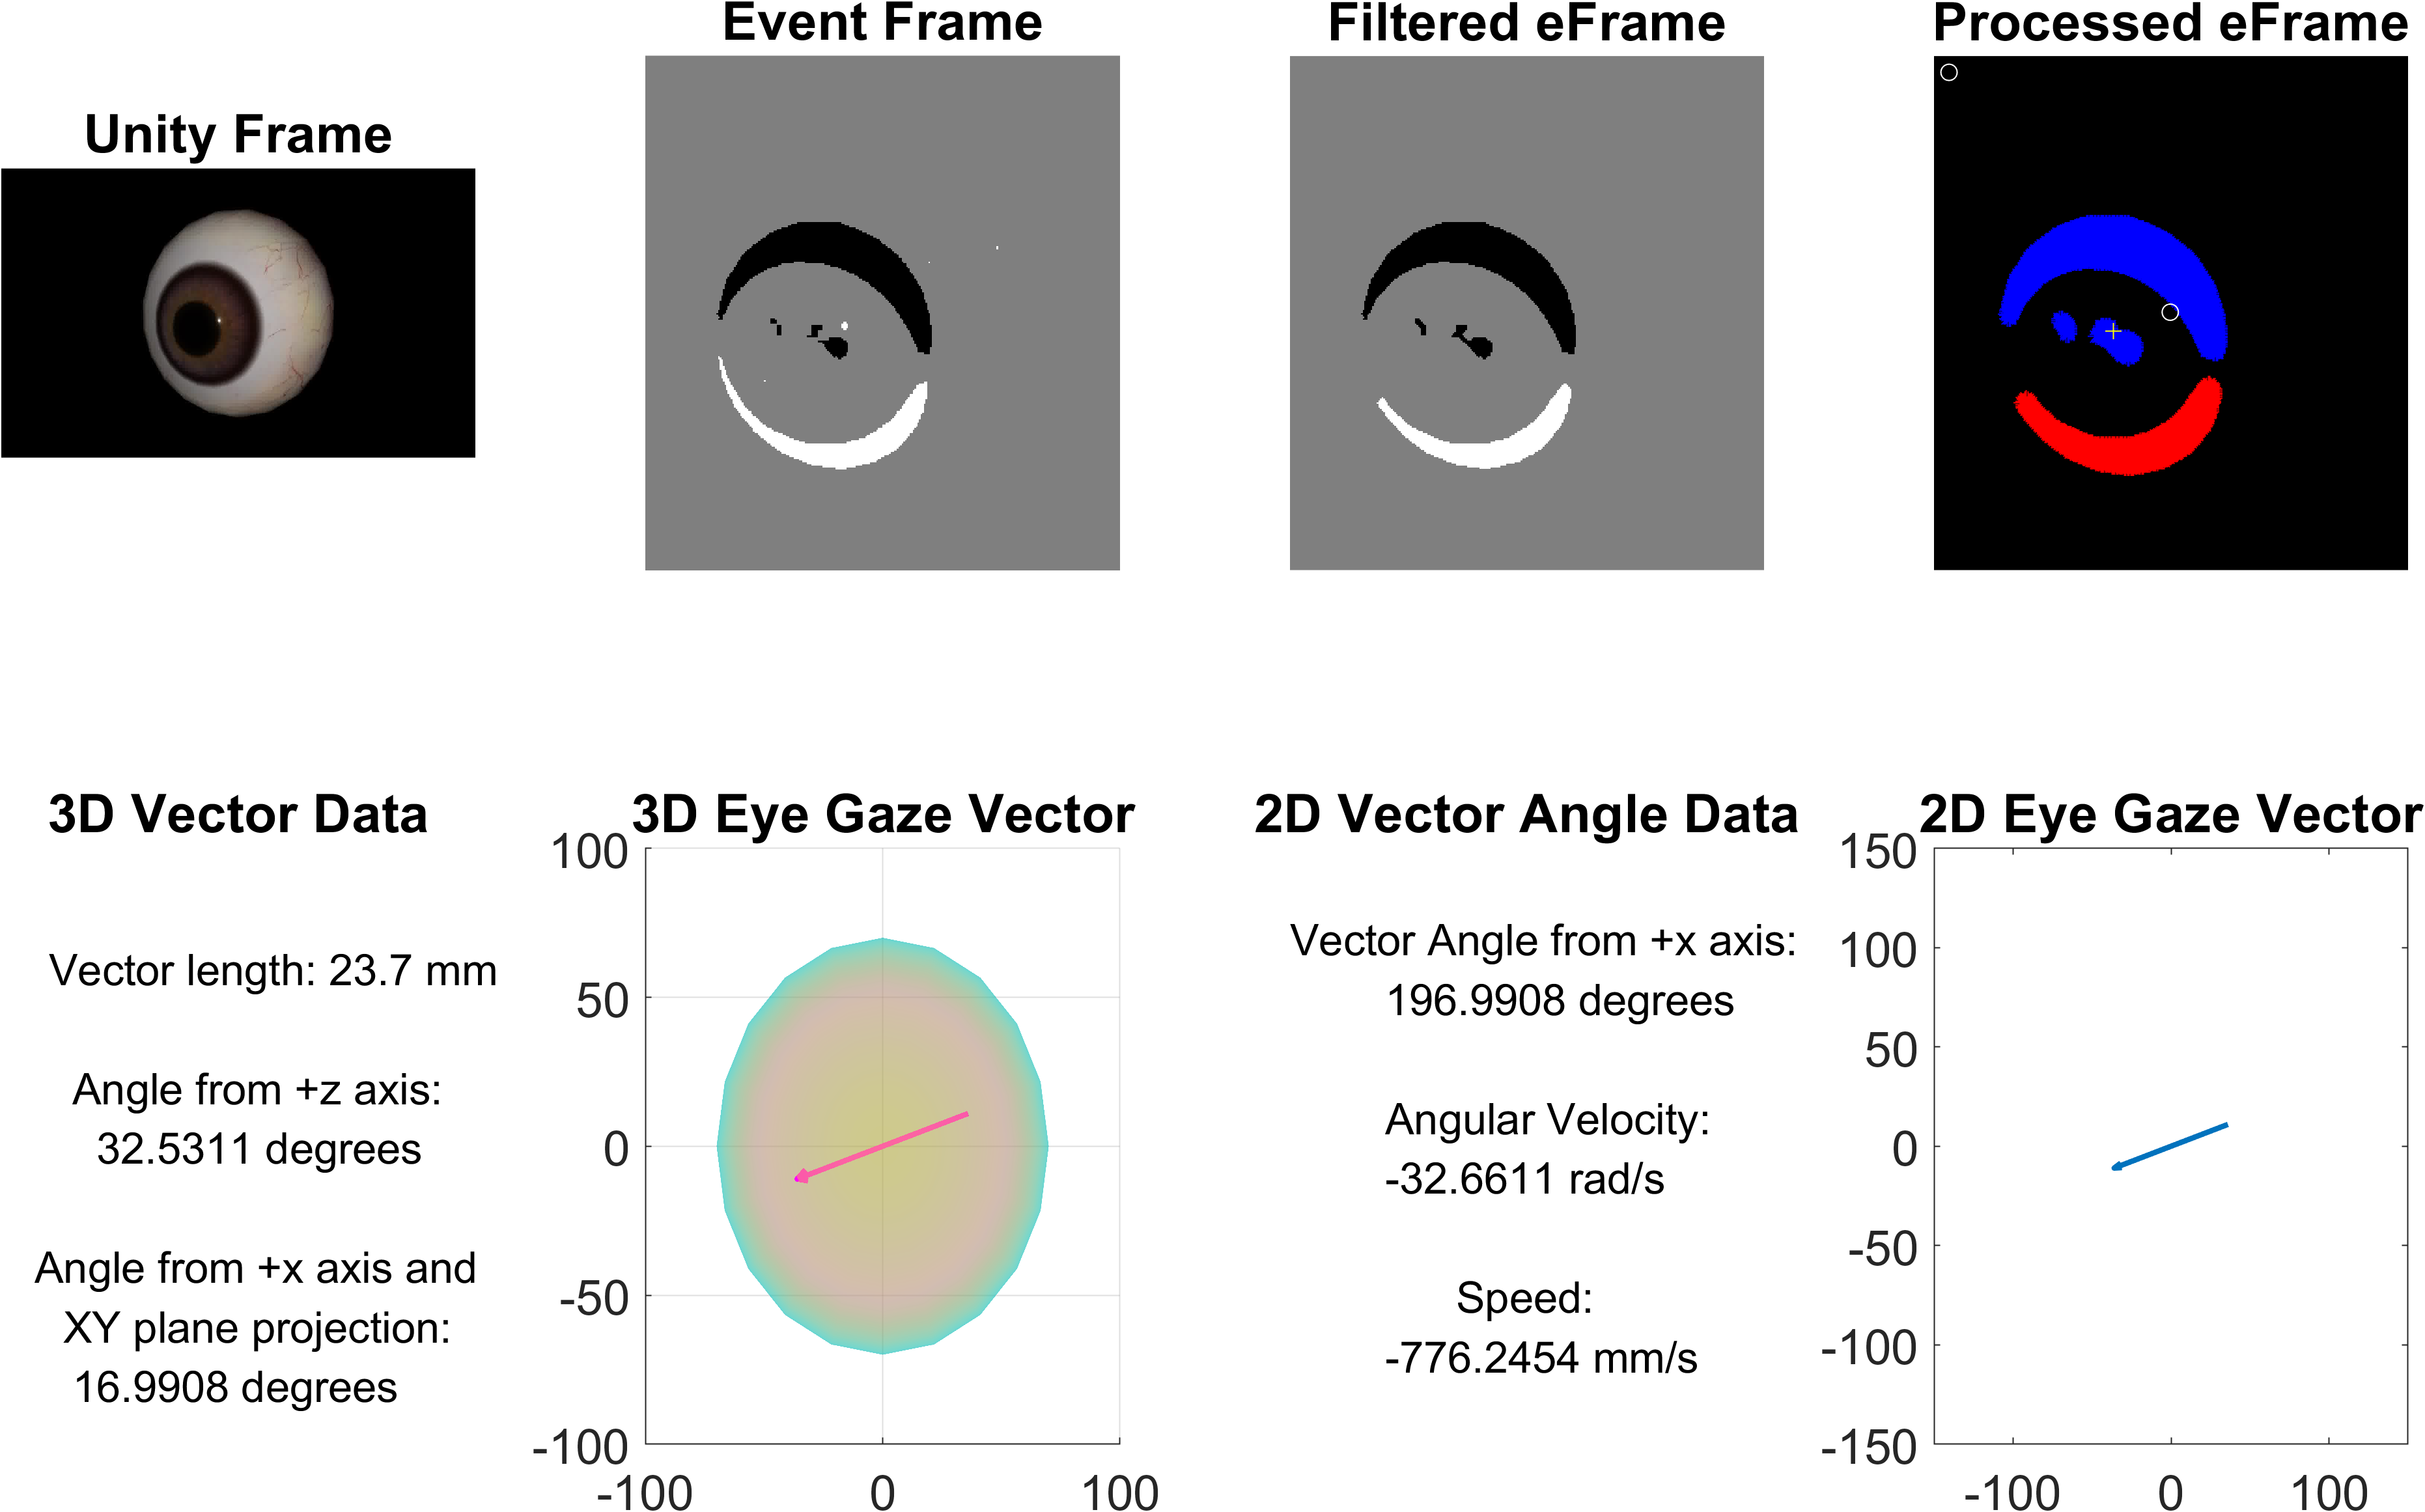 Unity Frame
Event Frame
Filtered eFrame
Processed eFrame
3D Vector Data
Vector length: 23.7 mm
Angle from +z axis:
32.5311 degrees
Angle from +x axis and
XY plane projection:
16.9908 degrees
3D Eye Gaze Vector
100
50
0
-50
-100
-100 0 100
2D Vector Angle Data
Vector Angle from +x axis:
196.9908 degrees
Angular Velocity:
-32.6611 rad/s
Speed:
-776.2454 mm/s
2D Eye Gaze Vector
150
100
50
0
-50
-100
-150
-100 0 100